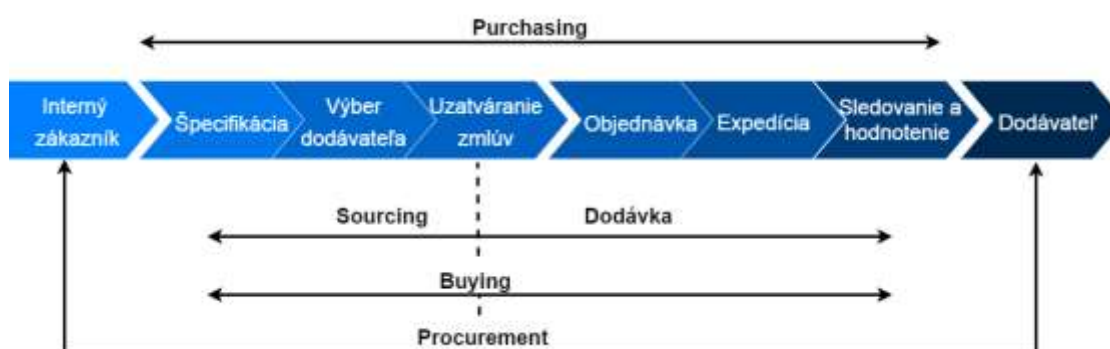 Purchasing
Interný
zákazník
Špecifikácia
Výber
dodávateľa
Uzatváranie
zmlúv
Objednávka
Expedícia
Sledovanie a
hodnotenie
Dodávateľ
Sourcing
Dodávka
Buying
Procurement